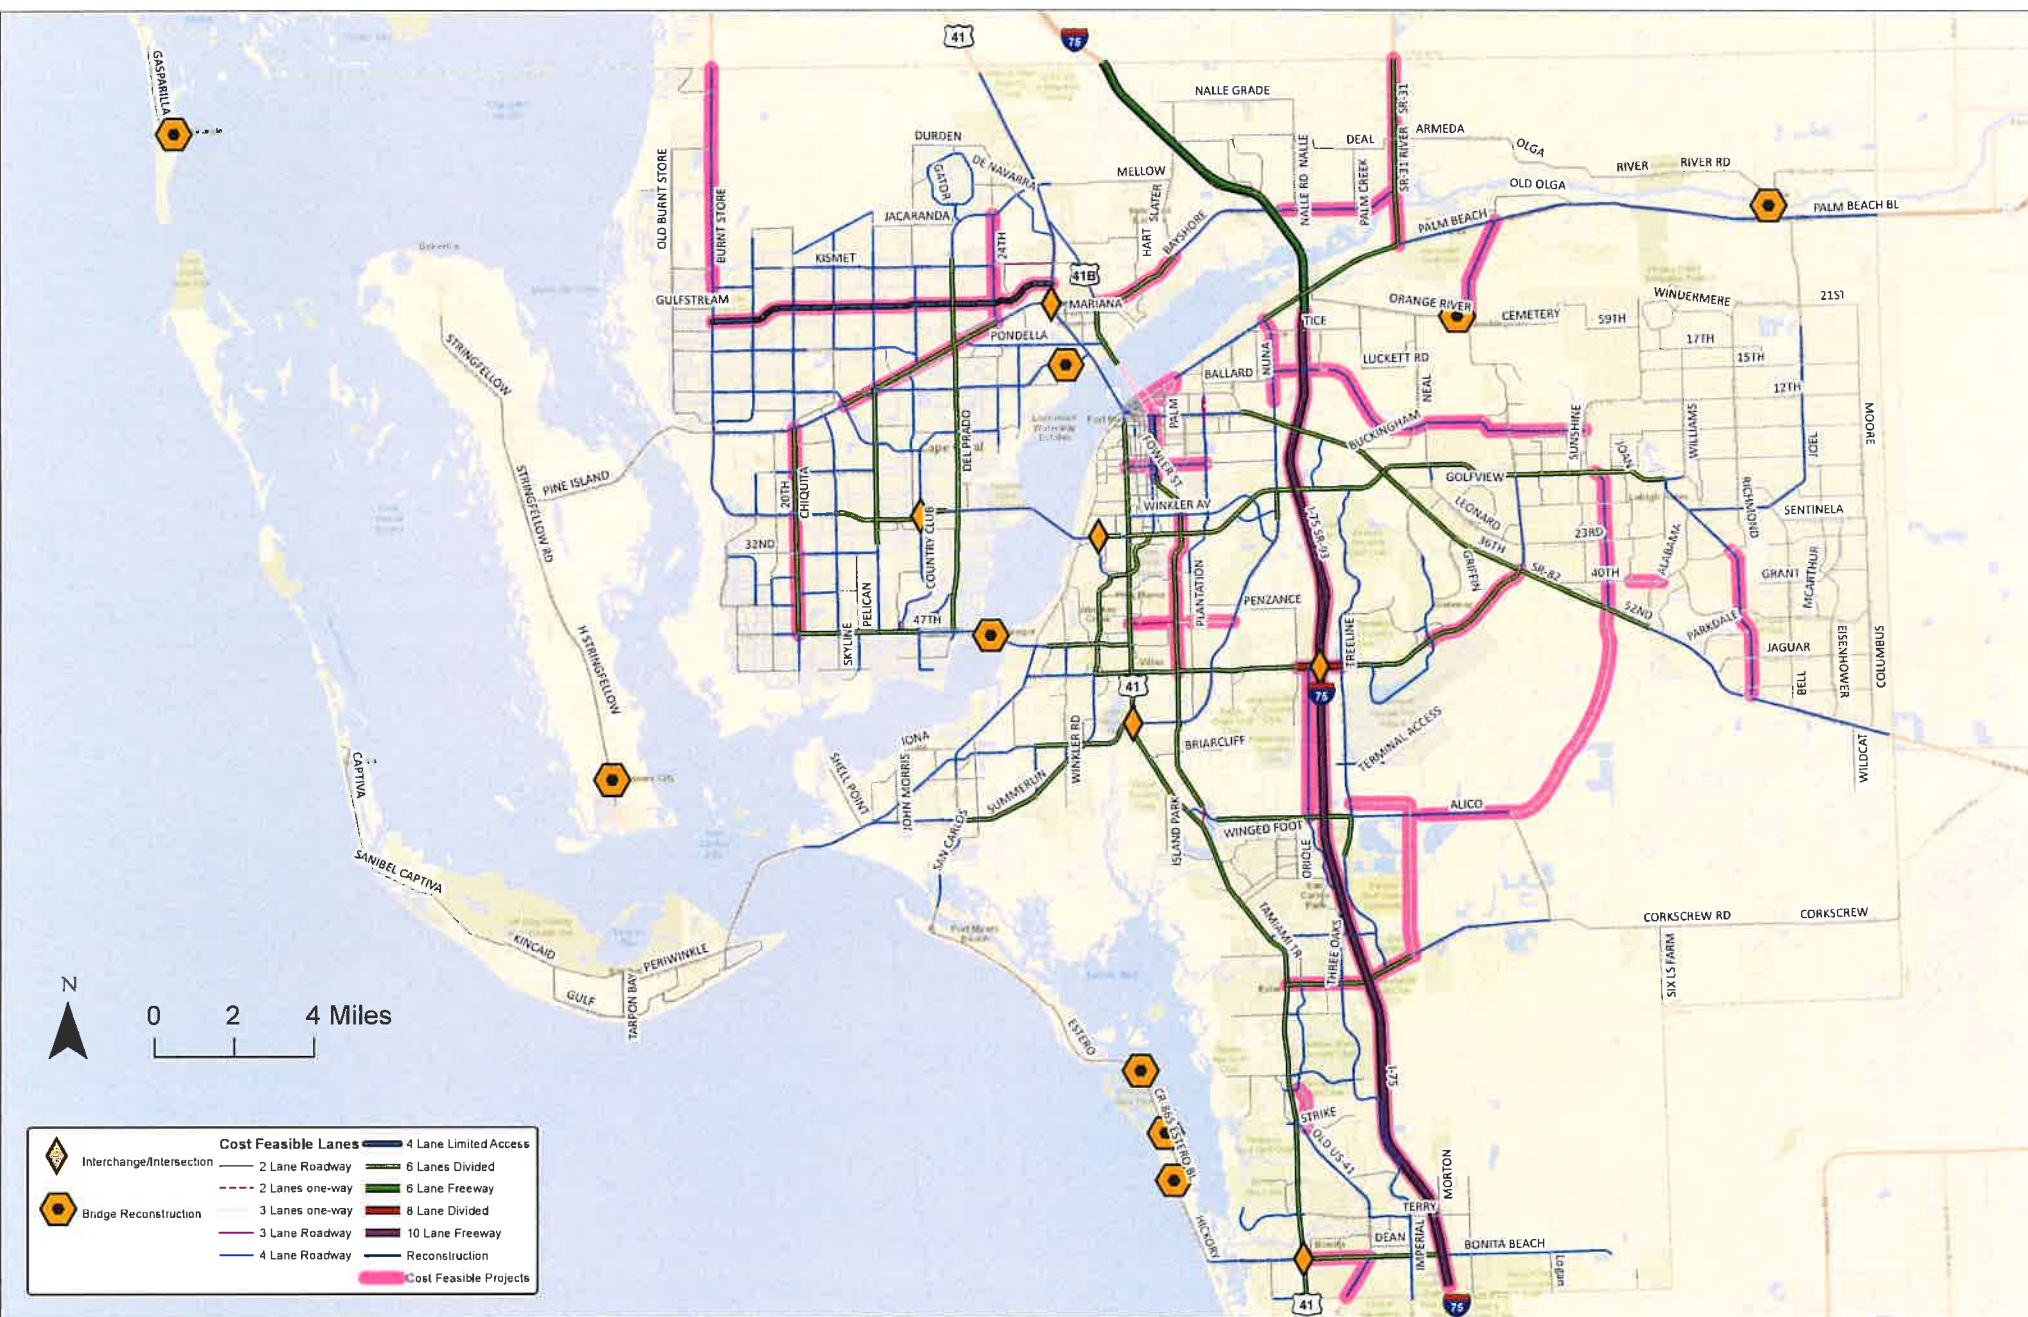 41
75
GASPARILLA
NALLE GRADE
SR-31
DURDEN
DEAL
ARMEDA
OLGA
OLD BURNT STORE
BURNT STORE
GATOR
DE NAVARRA
MELLOW
NALLE RD NALLE
PALM CREEK
SR-31 RIVER
RIVER
RIVER RD
OLD OLGA
JACARANDA
SLATER
HART
BAYSHORE
PALM BEACH
PALM BEACH BL
KISMET
24TH
41B
GULFSTREAM
MARIANA
ORANGE RIVER
WINDERMERE
21ST
CEMETERY
59TH
TICE
PONDELLA
17TH
STRINGFELLOW
BALLARD
NUNA
LUCKETT RD
15TH
NEAL
12TH
PALM
DEL PRADO
BUCKINGHAM
SUNSHINE
WILLIAMS
MOORE
FOWLER ST
JOAN
JOEL
STRINGFELLOW RD
PINE ISLAND
20TH
CHIQUITA
GOLFVIEW
RICHMOND
WINKLER AV
LEONARD
SENTINELA
COUNTRY CLUB
I-75 SR-93
32ND
36TH
23RD
ALABAMA
GRIFFIN
SR-82
40TH
GRANT
MCARTHUR
PELICAN
PLANTATION
PENZANCE
52ND
47TH
PARKDALE
H STRINGFELLOW
SKYLINE
TREELINE
JAGUAR
EISENHOWER
COLUMBUS
41
75
BELL
WINKLER RD
BRIARCLIFF
TERMINAL ACCESS
IONA
WILDCAT
CAPTIVA
SHELL POINT
JOHN MORRIS
SUMMERLIN
ISLAND PARK
ALICO
SAN CARLOS
WINGED FOOT
ORIOLE
SANIBEL CAPTIVA
TAMIAMI TR
THREE OAKS
CORKSCREW RD
CORKSCREW
Fort Myers Beach
KINCAID
PERIWINKLE
SIX LS FARM
N
GULF
TARPON BAY
0 2 4 Miles
ESTERO
I-75
CR-865 ESTERO BL
STRIKE
OLD US-41
MORTON
TERRY
HICKORY
DEAN
IMPERIAL
BONITA BEACH
Logan
41
75
Interchange/Intersection
Bridge Reconstruction
Cost Feasible Lanes
2 Lane Roadway
2 Lanes one-way
3 Lanes one-way
3 Lane Roadway
4 Lane Roadway
4 Lane Limited Access
6 Lanes Divided
6 Lane Freeway
8 Lane Divided
10 Lane Freeway
Reconstruction
Cost Feasible Projects